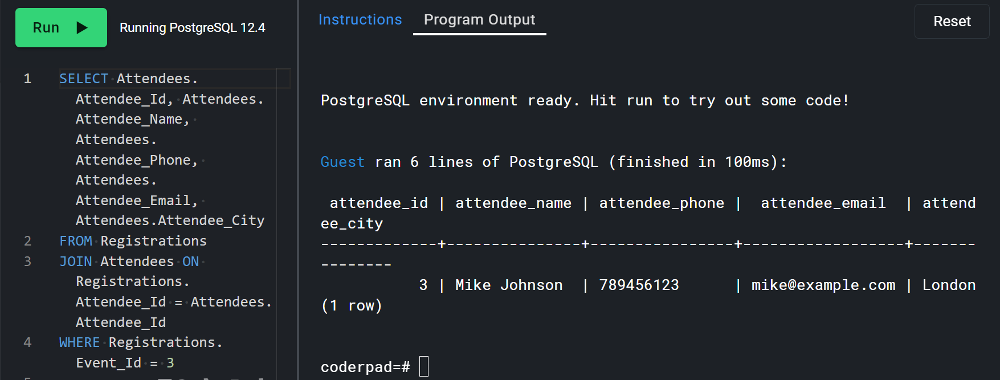 Run
Running PostgreSQL 12.4
1 SELECT Attendees.
Attendee_Id, Attendees.
Attendee_Name,
Attendees.
Attendee_Phone,
Attendees.
Attendee_Email,
Attendees.Attendee_City
2 FROM Registrations
3 JOIN Attendees ON
Registrations.
Attendee_Id = Attendees.
Attendee_Id
4 WHERE Registrations.
Event_Id = 3
Instructions
Program Output
Reset
PostgreSQL environment ready. Hit run to try out some code!
Guest ran 6 lines of PostgreSQL (finished in 100ms):
 attendee_id | attendee_name | attendee_phone |  attendee_email  | attend
ee_city
-------------+---------------+----------------+------------------+-------
--------
           3 | Mike Johnson  | 789456123      | mike@example.com | London
(1 row)
coderpad=#